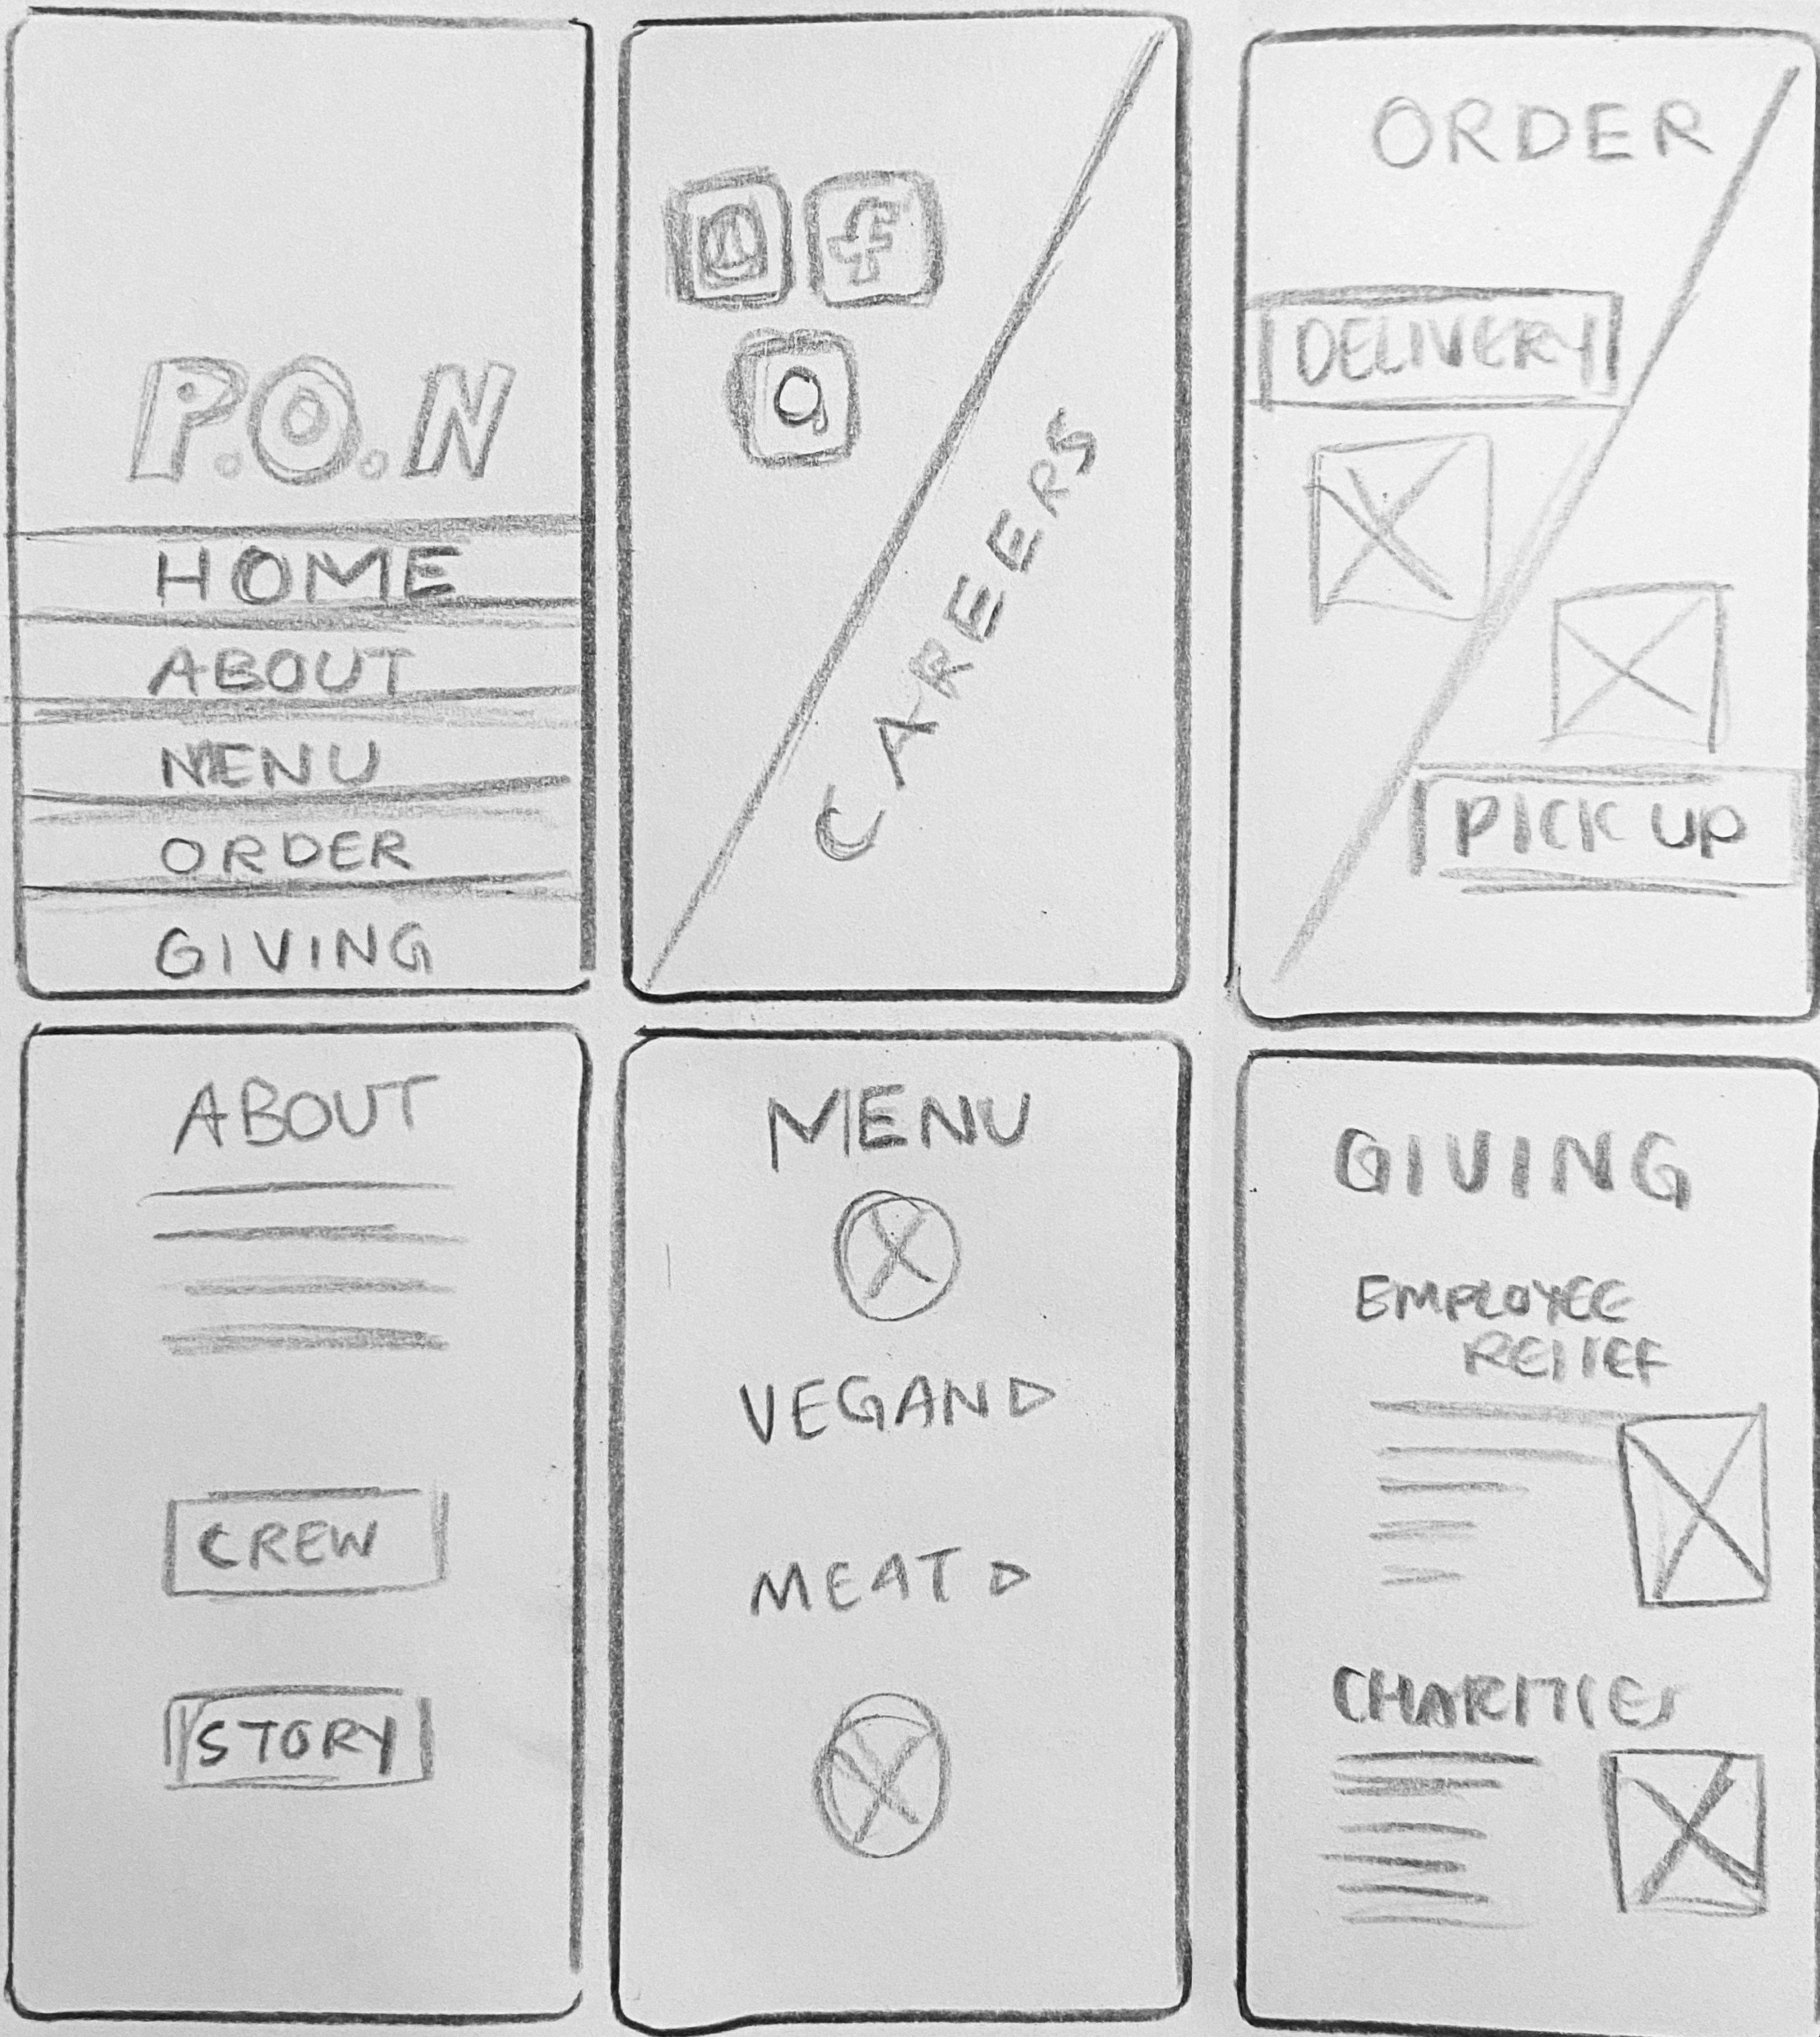 P.O.N
HOME
ABOUT
MENU
ORDER
GIVING
f
CAREERS
ORDER
DELIVERY
PICK UP
ABOUT
CREW
STORY
MENU
VEGAN
MEAT
GIVING
EMPLOYEE
RELIEF
CHARITIES